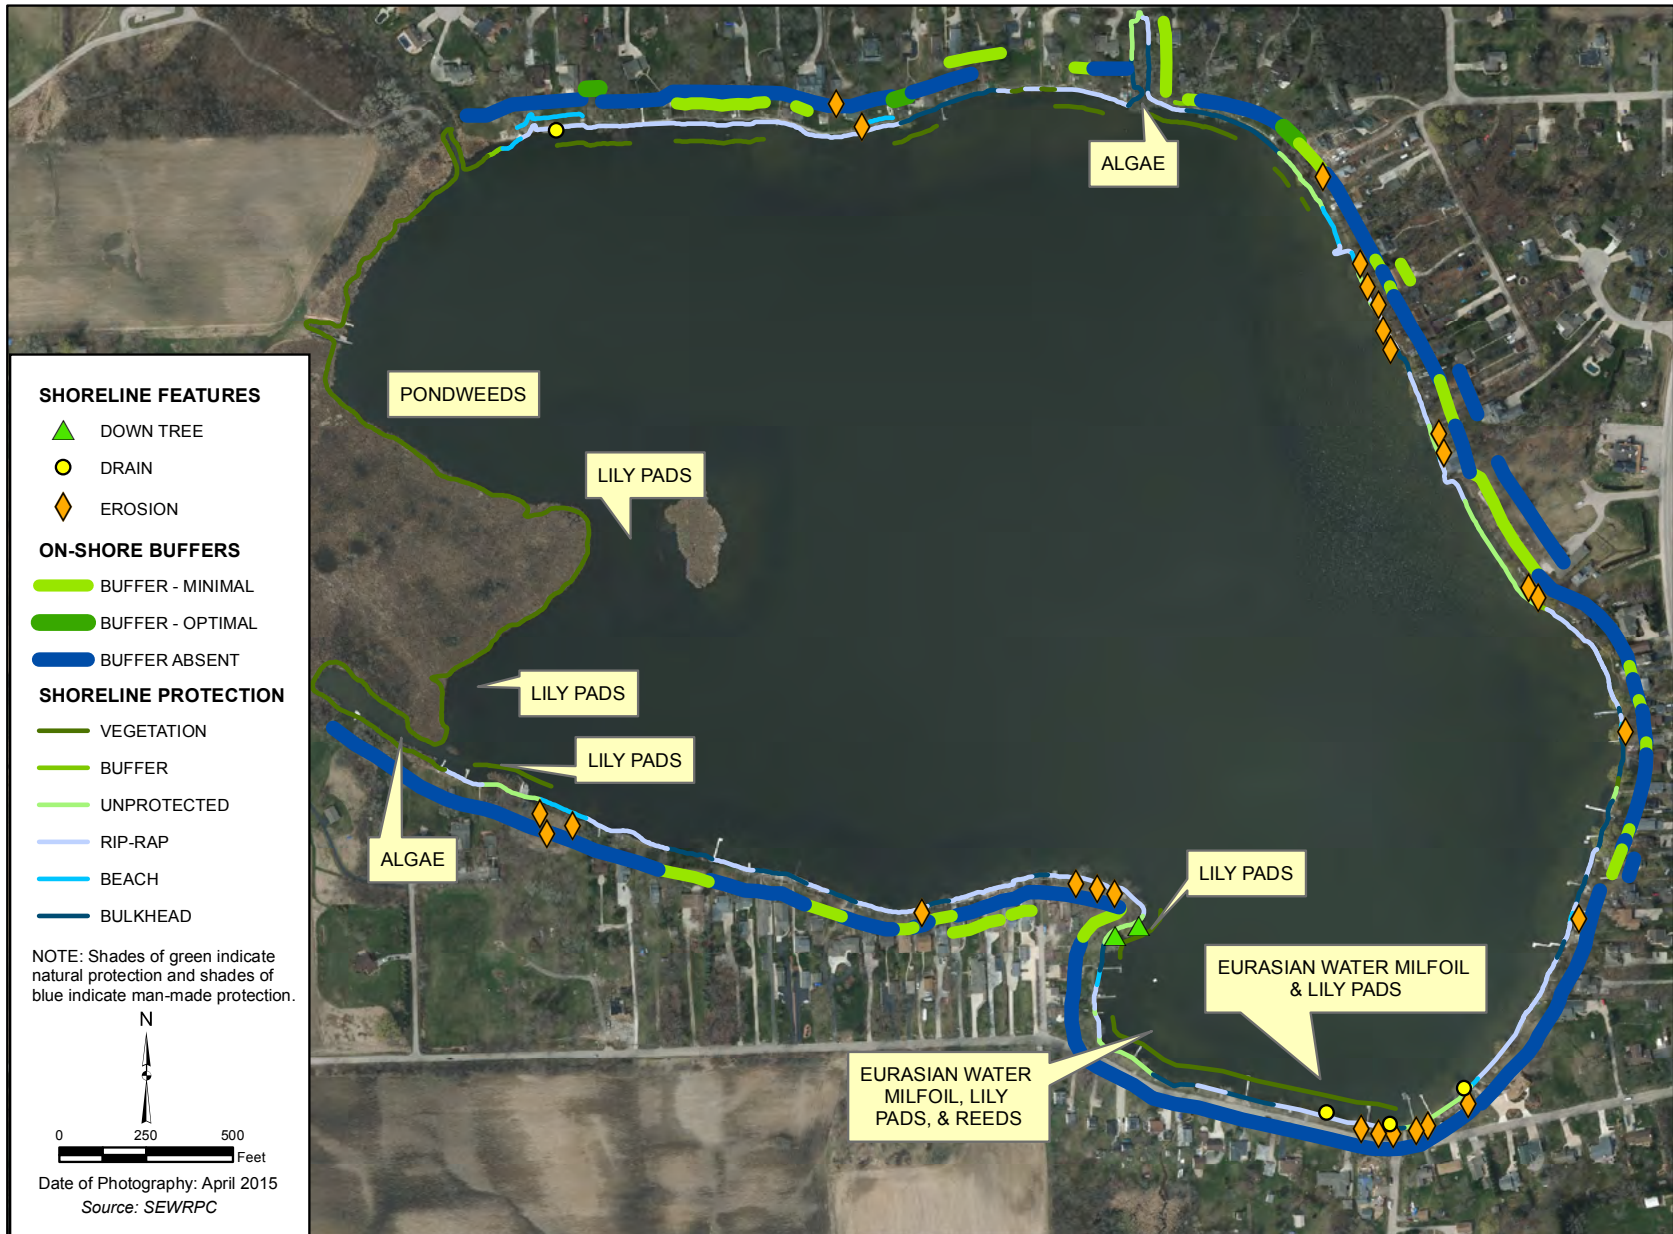 ALGAE
PONDWEEDS
LILY PADS
LILY PADS
LILY PADS
ALGAE
LILY PADS
EURASIAN WATER MILFOIL
& LILY PADS
EURASIAN WATER
MILFOIL, LILY
PADS, & REEDS
SHORELINE FEATURES
DOWN TREE
DRAIN
EROSION
ON-SHORE BUFFERS
BUFFER - MINIMAL
BUFFER - OPTIMAL
BUFFER ABSENT
SHORELINE PROTECTION
VEGETATION
BUFFER
UNPROTECTED
RIP-RAP
BEACH
BULKHEAD
NOTE: Shades of green indicate
natural protection and shades of
blue indicate man-made protection.
N
0 250 500
Feet
Date of Photography: April 2015
Source: SEWRPC